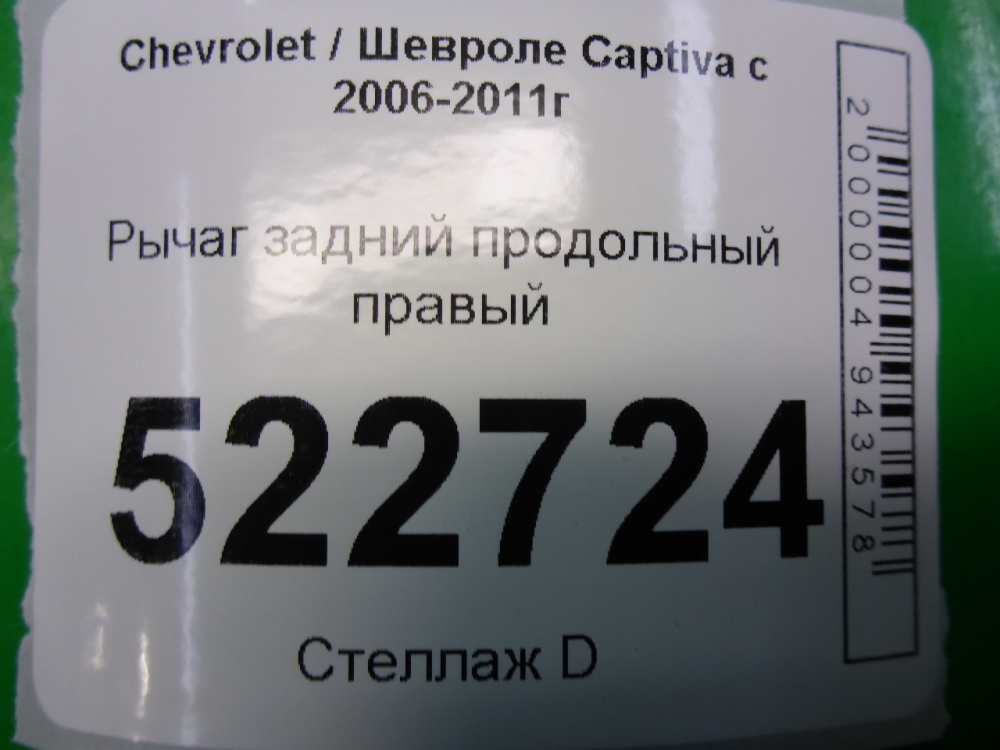 Chevrolet / Шевроле Captiva с
2006-2011г
Рычаг задний продольный
правый
522724
Стеллаж D
2000004943578